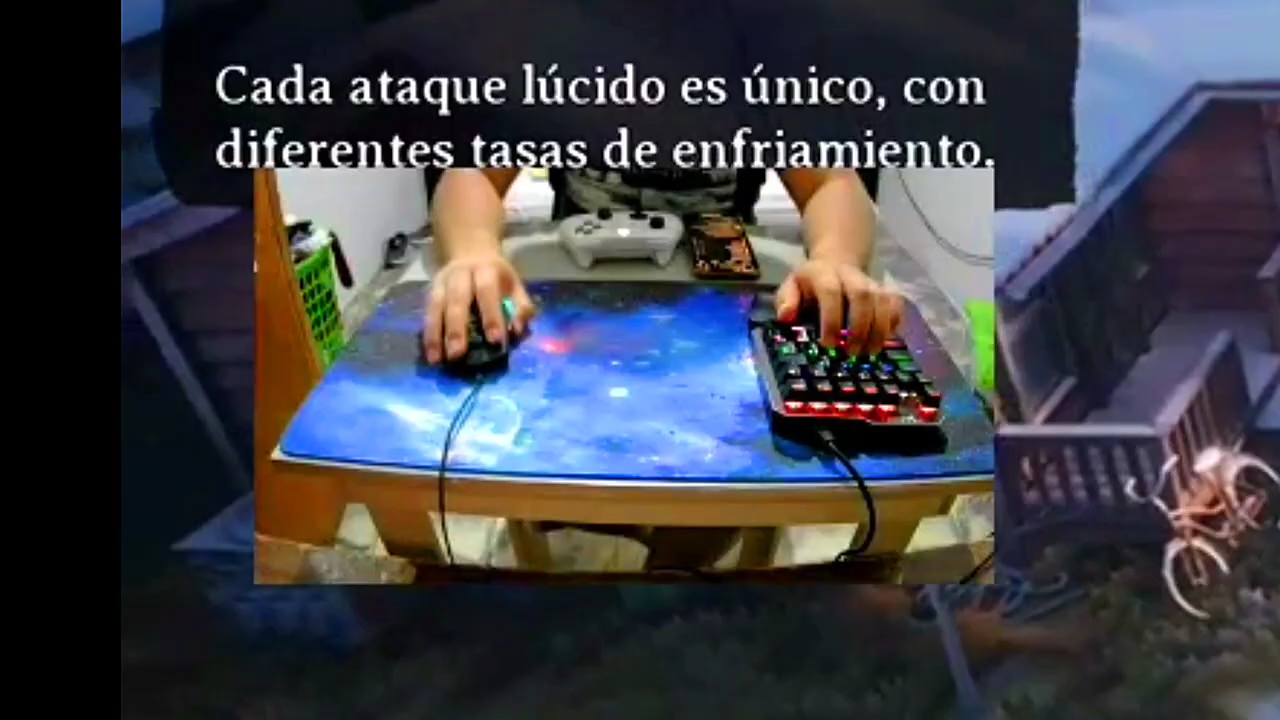 Cada ataque lúcido es único, con
diferentes tasas de enfriamiento.